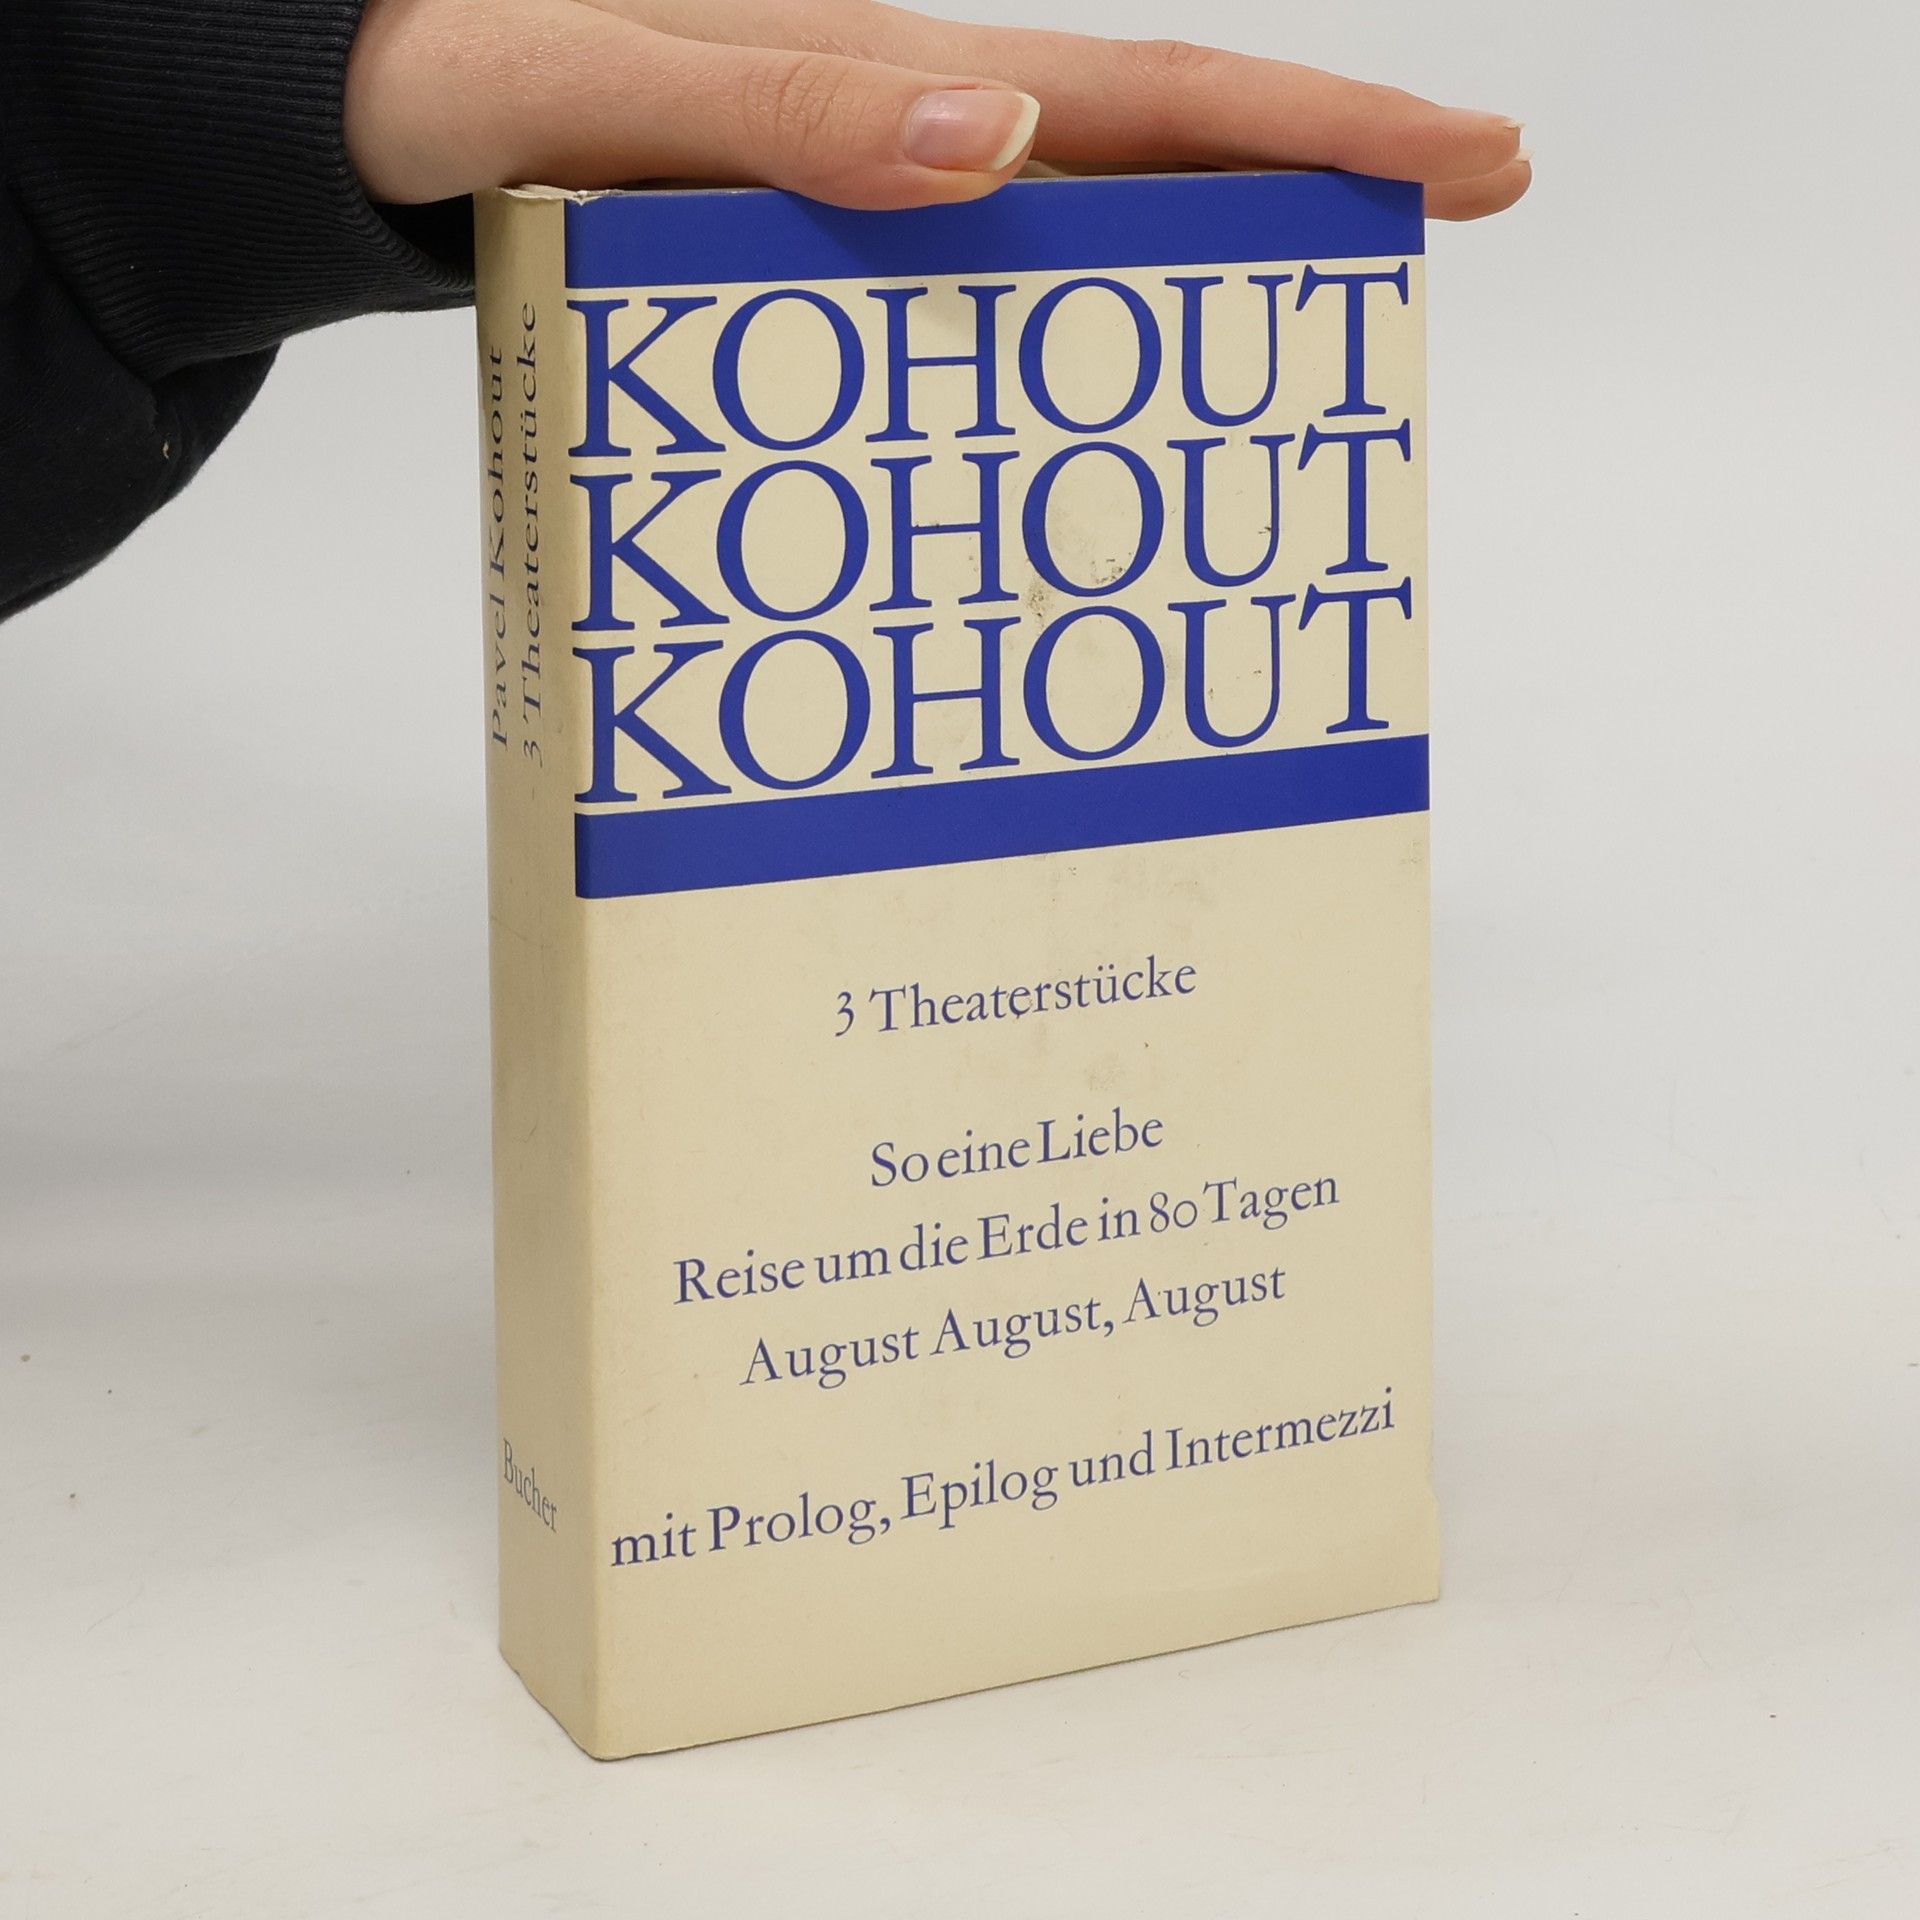 Pavel Kohout
3 Theaterstücke
Bucher
KOHOUT
KOHOUT
KOHOUT
3 Theaterstücke
So eine Liebe
Reise um die Erde in 80 Tagen
August August, August
mit Prolog, Epilog und Intermezzi